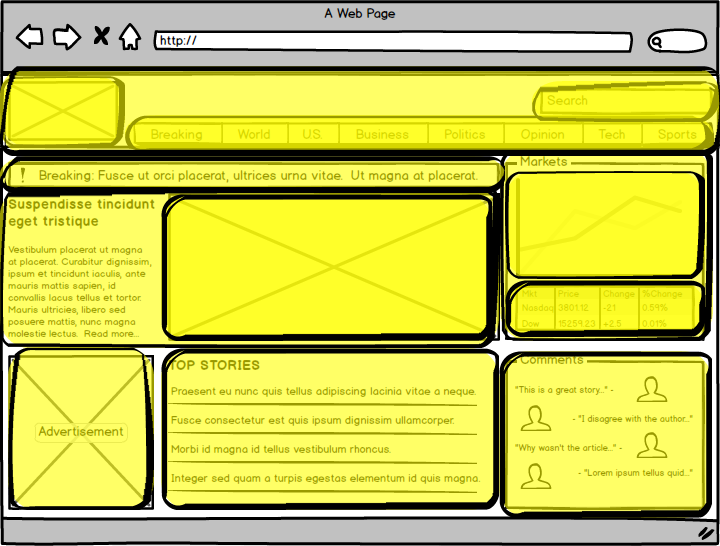 A Web Page
http://
Search
Breaking World U.S. Business Politics Opinion Tech Sports
! Breaking: Fusce ut orci placerat, ultrices urna vitae. Ut magna at placerat.
Suspendisse tincidunt
eget tristique
Vestibulum placerat ut magna
at placerat. Curabitur dignissim,
ipsum et tincidunt iaculis, ante
mauris mattis sapien, id
convallis lacus tellus et tortor.
Mauris ultricies, libero sed
posuere mattis, nunc magna
molestie lectus. Read more...
Markets
Mkt. Price Change %Change
Nasdaq 3801.12 -21 0.59%
Dow 15259.23 +2.5 0.01%
Advertisement
TOP STORIES
Praesent eu nunc quis tellus adipiscing lacinia vitae a neque.
Fusce consectetur est quis ipsum dignissim ullamcorper.
Morbi id magna id tellus vestibulum rhoncus.
Integer sed quam a turpis egestas elementum id quis magna.
Comments
"This is a great story..." -
- "I disagree with the author..."
"Why wasn't the article..." -
- "Lorem ipsum tellus quid..."